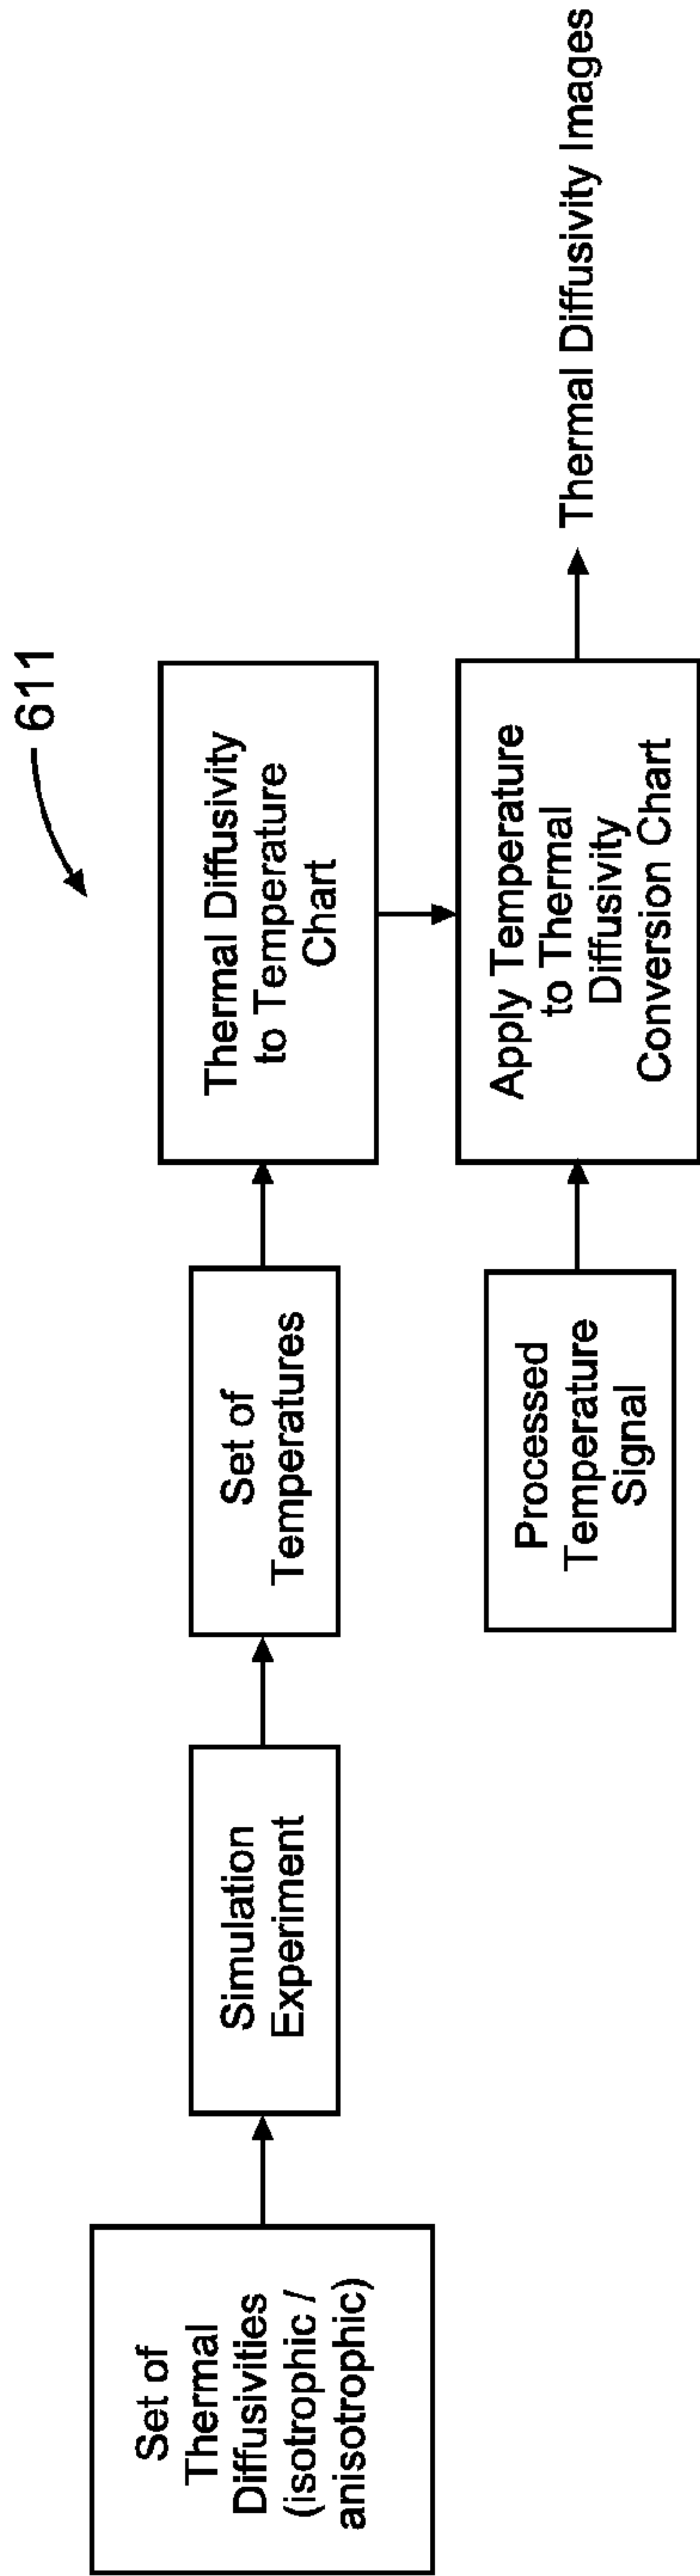 611
Set of
Thermal
Diffusivities
(isotrophic /
anisotrophic)
Simulation
Experiment
Set of
Temperatures
Thermal Diffusivity
to Temperature
Chart
Processed
Temperature
Signal
Apply Temperature
to Thermal
Diffusivity
Conversion Chart
Thermal Diffusivity Images